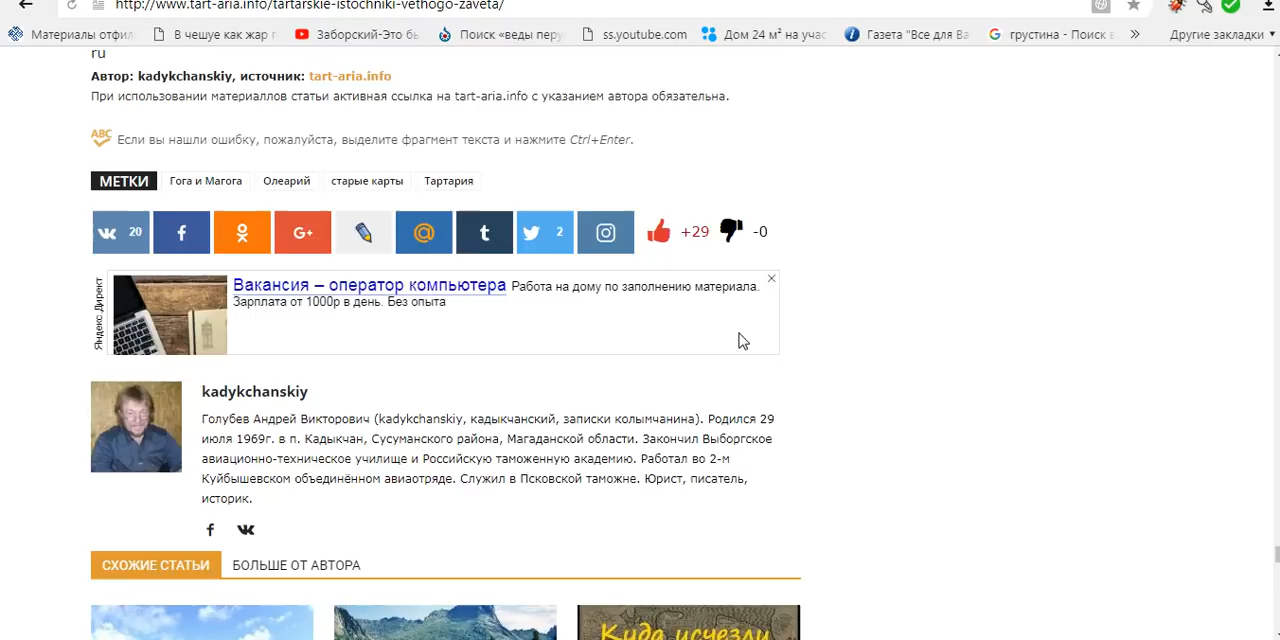 http://www.tart-aria.info/tartarskie-istochniki-vethogo-zaveta/
Материалы отфил
В чешуе как жар г
Заборский-Это бы
Поиск «веды перу
ss.youtube.com
Дом 24 м² на учас
Газета "Все для Ва
грустина - Поиск в
»
Другие закладки
ru
Автор: kadykchanskiy, источник: tart-aria.info
При использовании материаллов статьи активная ссылка на tart-aria.info с указанием автора обязательна.
ABC Если вы нашли ошибку, пожалуйста, выделите фрагмент текста и нажмите Ctrl+Enter.
МЕТКИ Гога и Магога Олеарий старые карты Тартария
20 G+ @ t 2 +29 -0
Яндекс Директ
Вакансия – оператор компьютера Работа на дому по заполнению материала.
Зарплата от 1000р в день. Без опыта
kadykchanskiy
Голубев Андрей Викторович (kadykchanskiy, кадыкчанский, записки колымчанина). Родился 29
июля 1969г. в п. Кадыкчан, Сусуманского района, Магаданской области. Закончил Выборгское
авиационно-техническое училище и Российскую таможенную академию. Работал во 2-м
Куйбышевском объединённом авиаотряде. Служил в Псковской таможне. Юрист, писатель,
историк.
СХОЖИЕ СТАТЬИ БОЛЬШЕ ОТ АВТОРА
Куда исчезли